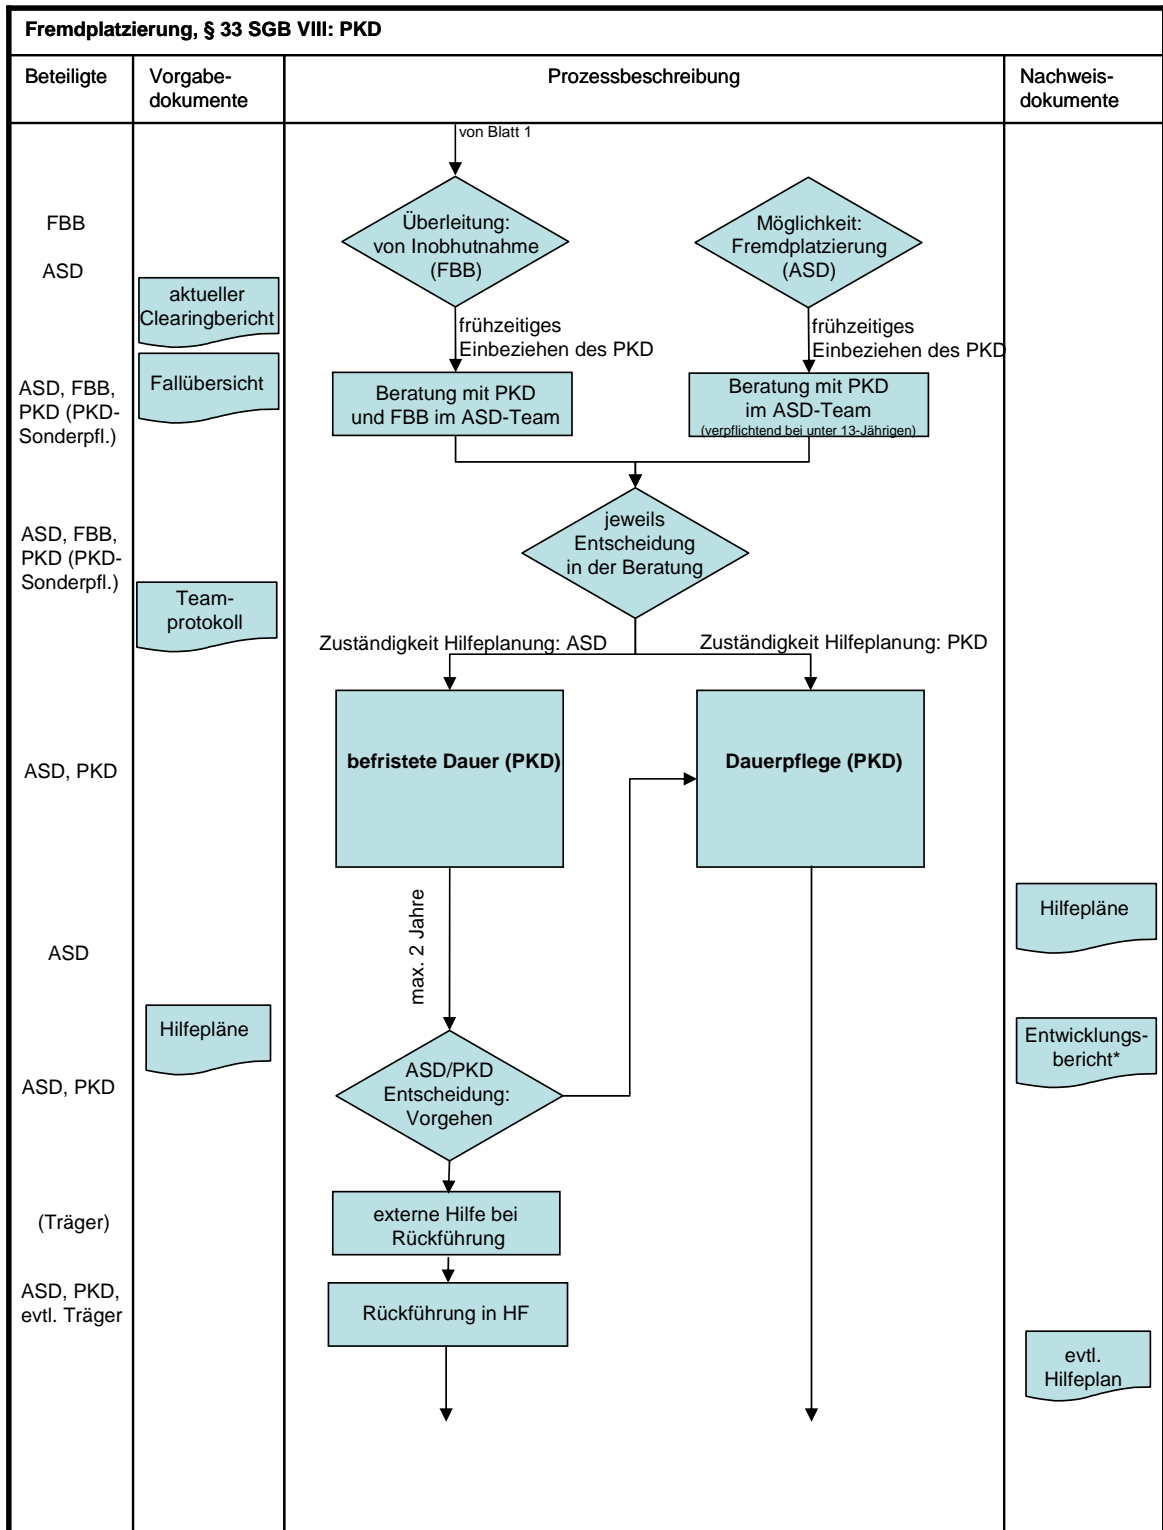 Fremdplatzierung, § 33 SGB VIII: PKD
Beteiligte
Vorgabe-
dokumente
Prozessbeschreibung
Nachweis-
dokumente
von Blatt 1
FBB
Überleitung:
von Inobhutnahme
(FBB)
Möglichkeit:
Fremdplatzierung
(ASD)
ASD
aktueller
Clearingbericht
frühzeitiges
Einbeziehen des PKD
frühzeitiges
Einbeziehen des PKD
ASD, FBB,
PKD (PKD-
Sonderpfl.)
Fallübersicht
Beratung mit PKD
und FBB im ASD-Team
Beratung mit PKD
im ASD-Team
(verpflichtend bei unter 13-Jährigen)
ASD, FBB,
PKD (PKD-
Sonderpfl.)
jeweils
Entscheidung
in der Beratung
Team-
protokoll
Zuständigkeit Hilfeplanung: ASD
Zuständigkeit Hilfeplanung: PKD
ASD, PKD
befristete Dauer (PKD)
Dauerpflege (PKD)
max. 2 Jahre
Hilfepläne
ASD
Hilfepläne
Entwicklungs-
bericht*
ASD, PKD
ASD/PKD
Entscheidung:
Vorgehen
(Träger)
externe Hilfe bei
Rückführung
ASD, PKD,
evtl. Träger
Rückführung in HF
evtl.
Hilfeplan